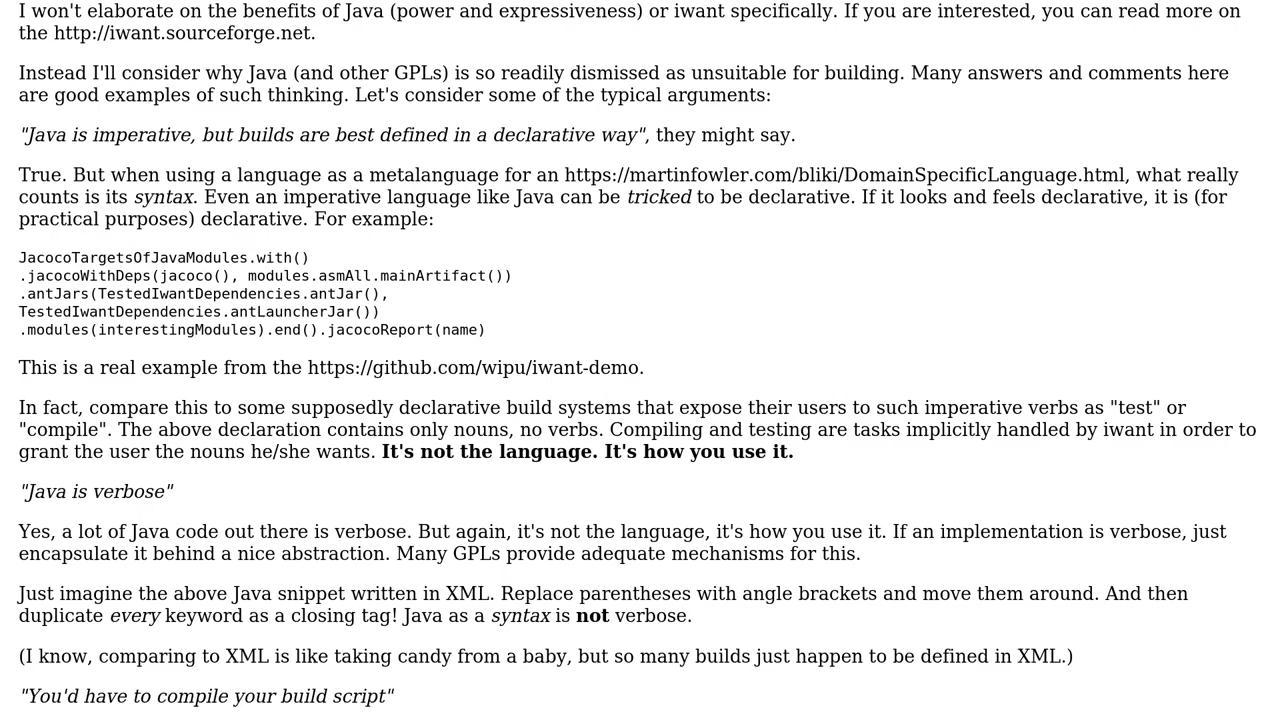 I won't elaborate on the benefits of Java (power and expressiveness) or iwant specifically. If you are interested, you can read more on
the http://iwant.sourceforge.net.
Instead I'll consider why Java (and other GPLs) is so readily dismissed as unsuitable for building. Many answers and comments here
are good examples of such thinking. Let's consider some of the typical arguments:
"Java is imperative, but builds are best defined in a declarative way", they might say.
True. But when using a language as a metalanguage for an https://martinfowler.com/bliki/DomainSpecificLanguage.html, what really
counts is its syntax. Even an imperative language like Java can be tricked to be declarative. If it looks and feels declarative, it is (for
practical purposes) declarative. For example:
JacocoTargetsOfJavaModules.with()
.jacocoWithDeps(jacoco(), modules.asmAll.mainArtifact())
.antJars(TestedIwantDependencies.antJar(),
TestedIwantDependencies.antLauncherJar())
.modules(interestingModules).end().jacocoReport(name)
This is a real example from the https://github.com/wipu/iwant-demo.
In fact, compare this to some supposedly declarative build systems that expose their users to such imperative verbs as "test" or
"compile". The above declaration contains only nouns, no verbs. Compiling and testing are tasks implicitly handled by iwant in order to
grant the user the nouns he/she wants. It's not the language. It's how you use it.
"Java is verbose"
Yes, a lot of Java code out there is verbose. But again, it's not the language, it's how you use it. If an implementation is verbose, just
encapsulate it behind a nice abstraction. Many GPLs provide adequate mechanisms for this.
Just imagine the above Java snippet written in XML. Replace parentheses with angle brackets and move them around. And then
duplicate every keyword as a closing tag! Java as a syntax is not verbose.
(I know, comparing to XML is like taking candy from a baby, but so many builds just happen to be defined in XML.)
"You'd have to compile your build script"